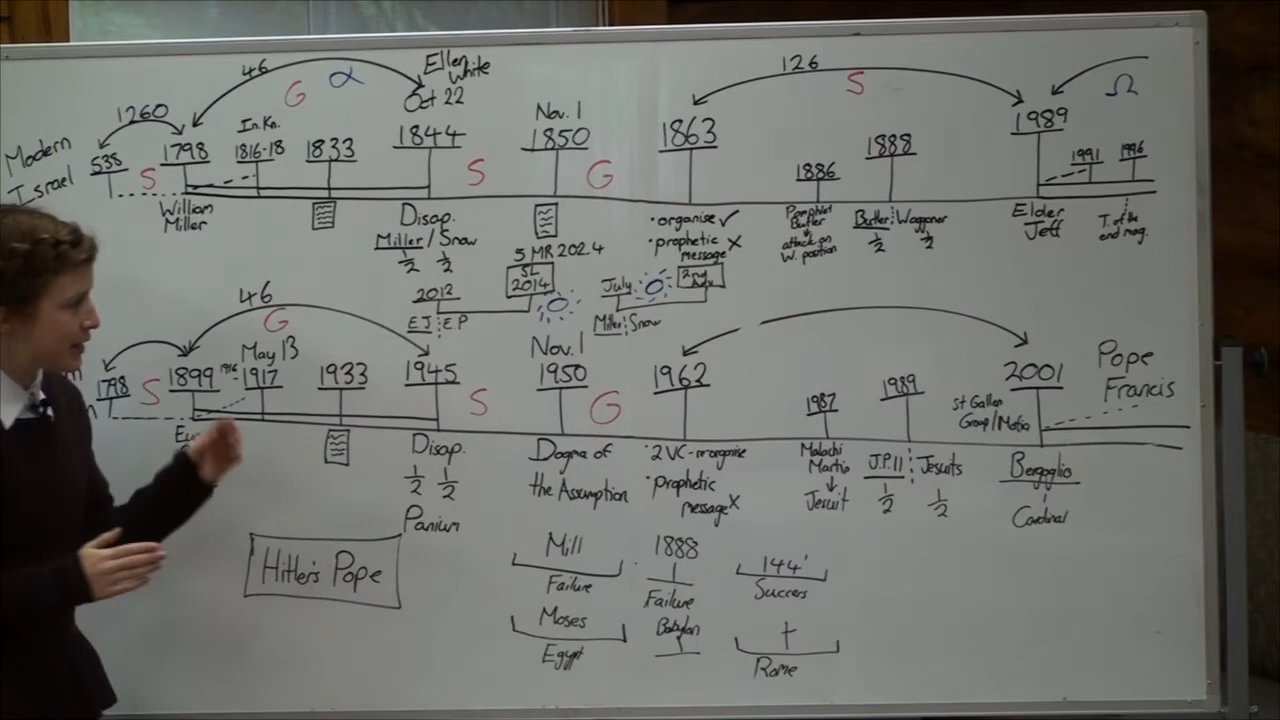 46
G α
Ellen
White
Oct 22
126
S
Ω
1260
Modern
Israel
538
S
1798
In.Kn.
1816-18
1833
1844
S
Nov. 1
1850
G
1863
1886
1888
1989
1991
1996
William
Miller
Disap.
Miller / Snow
1/2 1/2
5 MR 202.4
• organise ✓
• prophetic
message X
Pamphlet
Butler
attack on
W. position
Butler Waggoner
1/2 1/2
Elder
Jeff
T. of the
end mag.
2012
SL
2014
EJ EP
July
Miller Snow
46
G
1798
S
1899
1916
May 13
-1917
1933
1945
S
Nov. 1
1950
G
1962
1987
1989
2001
Pope
Francis
St Gallen
Group/Mafia
Disap.
1/2 1/2
Panium
Dogma of
the Assumption
• 2VC-reorganise
• prophetic
message X
Malachi
Martin
↓
Jesuit
J.P.II Jesuits
1/2 1/2
Bergoglio
Cardinal
Hitler's Pope
Mill
Failure
1888
Failure
144'
Success
Moses
Egypt
Babylon
†
Rome